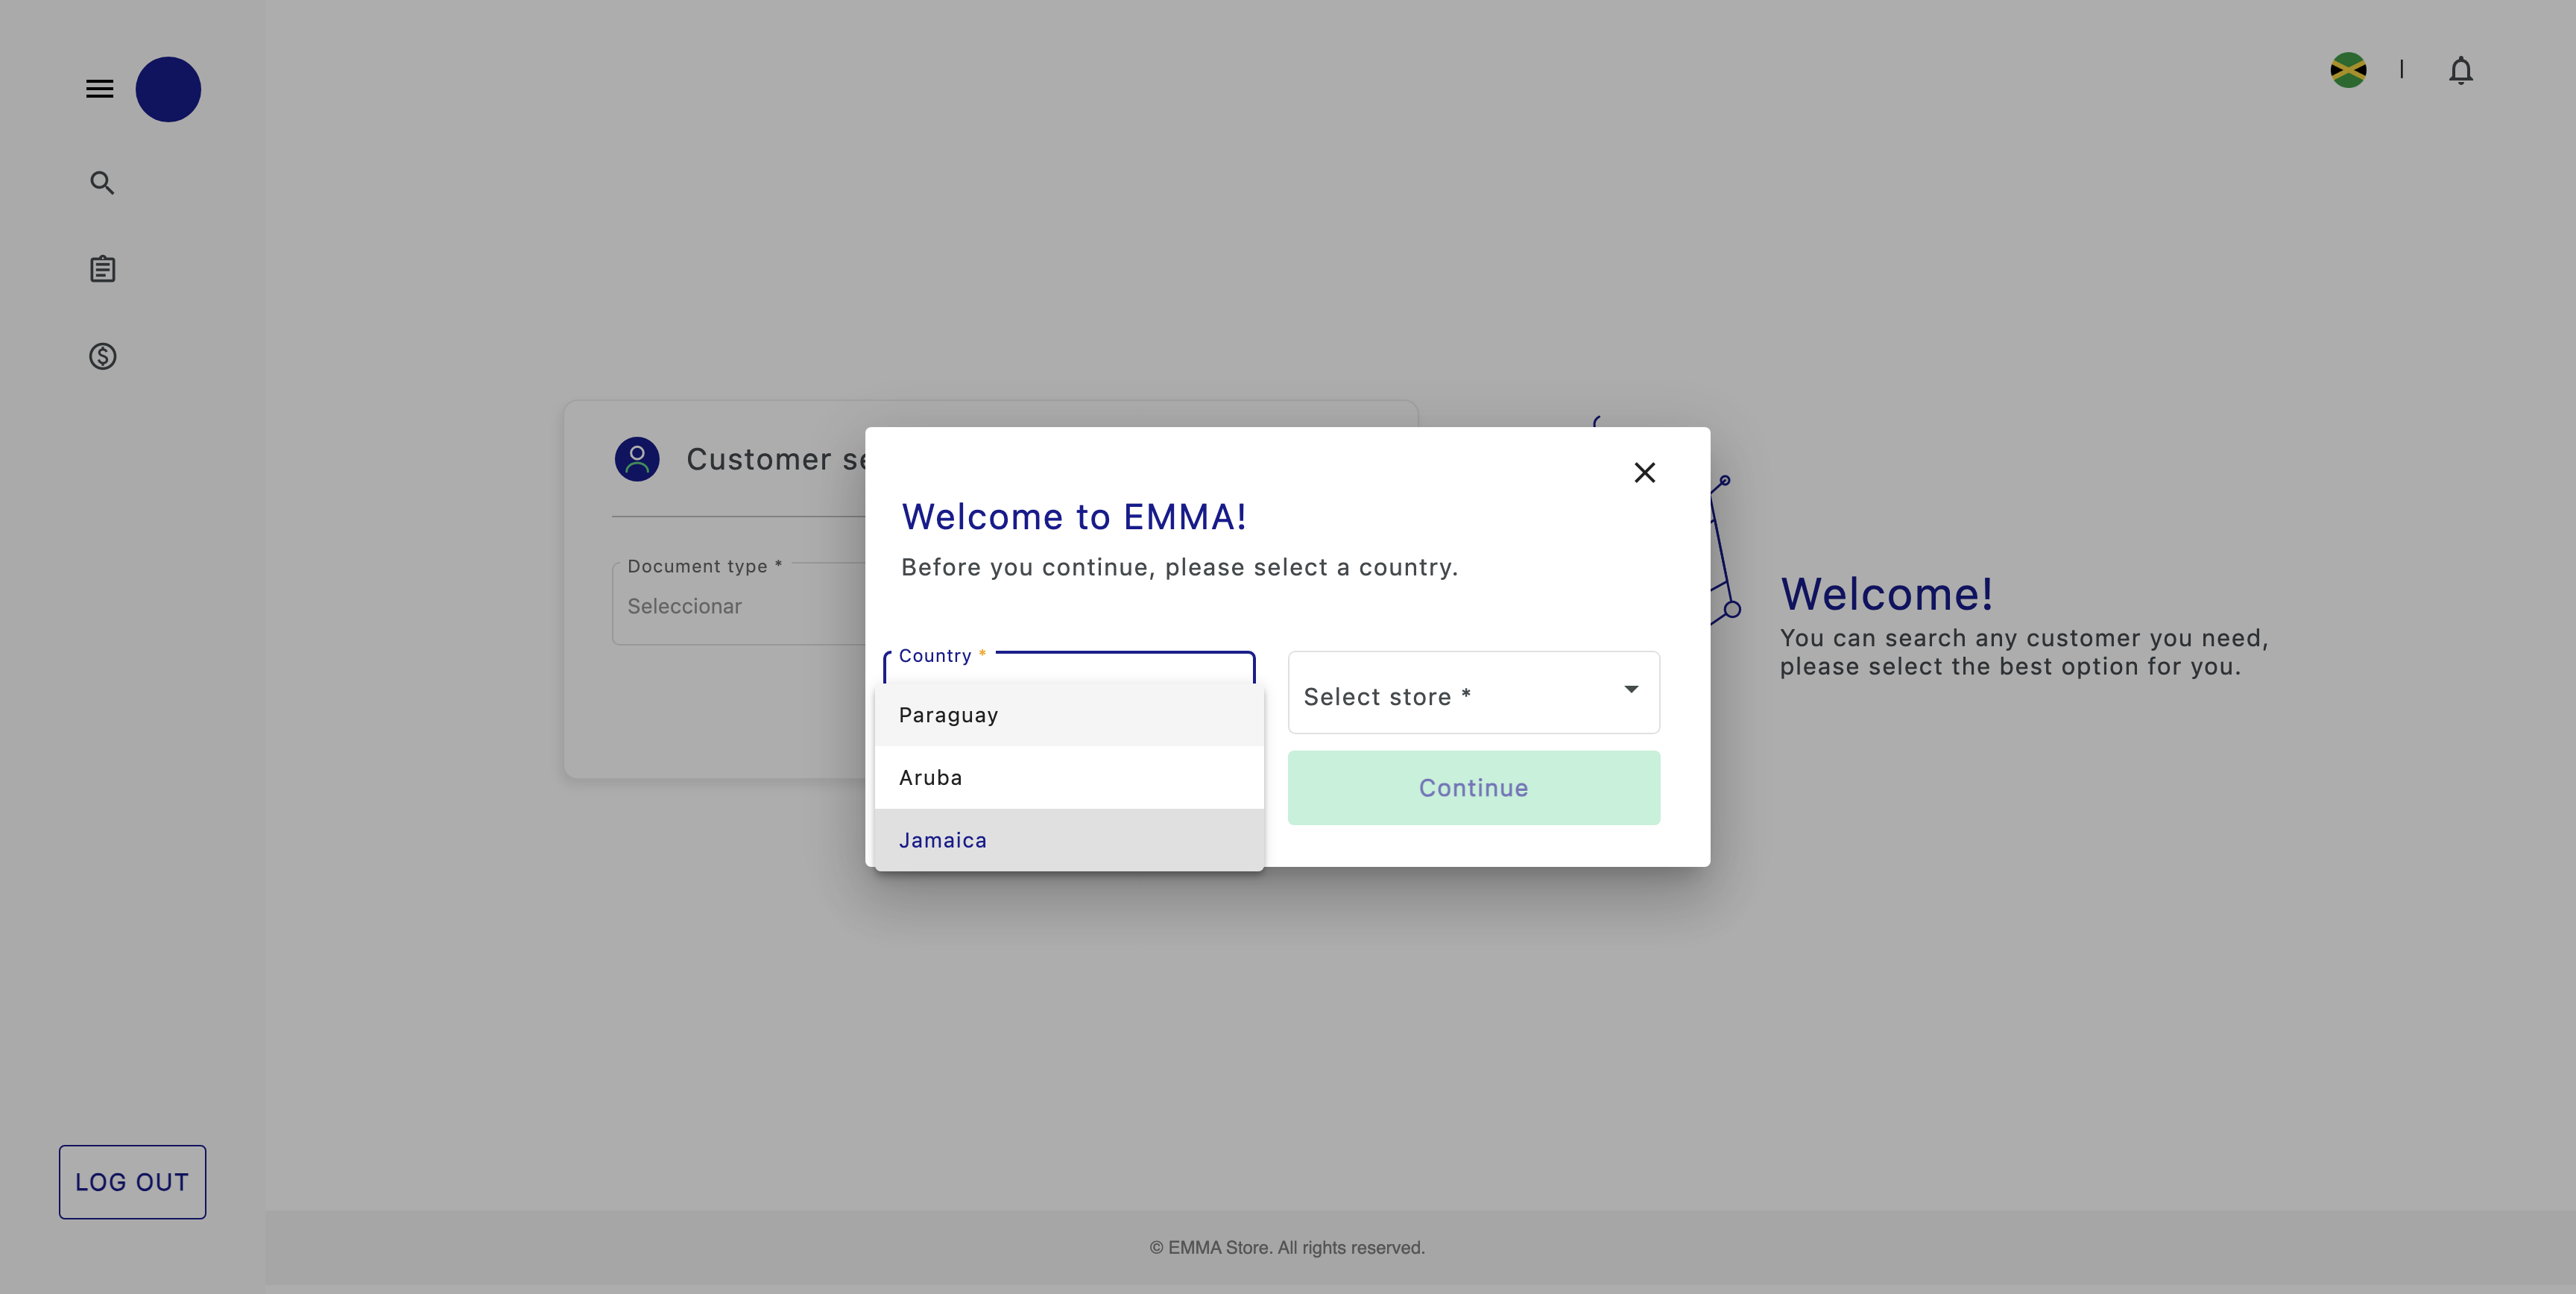 Customer se
Document type *
Seleccionar
Welcome to EMMA!
Before you continue, please select a country.
Country *
Paraguay
Aruba
Jamaica
Select store *
Continue
Welcome!
You can search any customer you need,
please select the best option for you.
LOG OUT
© EMMA Store. All rights reserved.